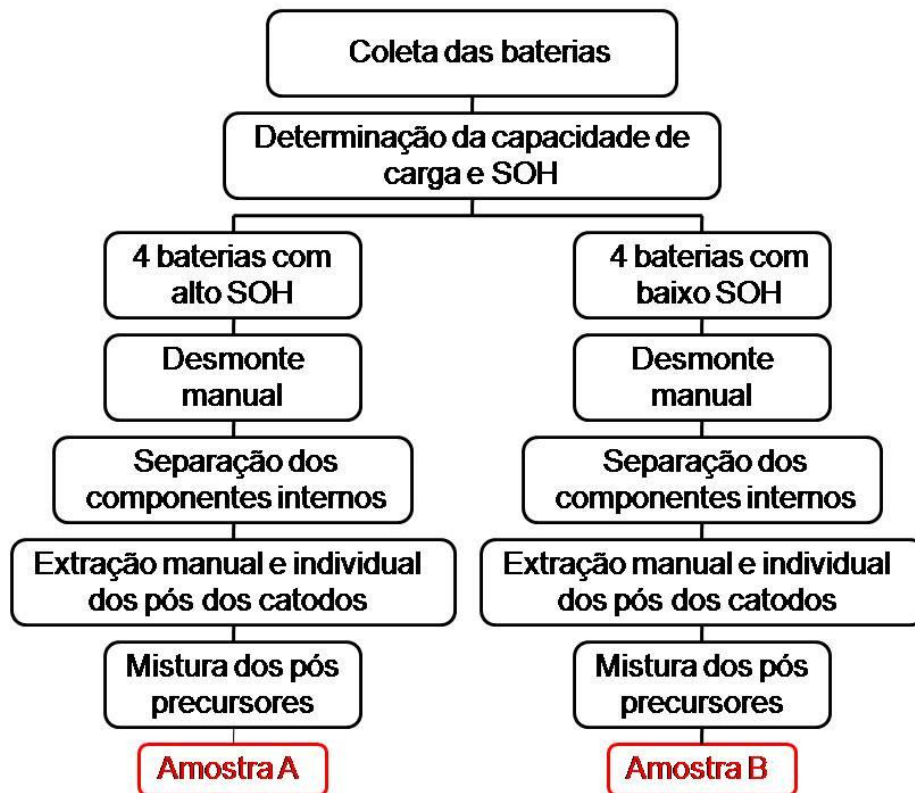 Coleta das baterias
Determinação da capacidade de
carga e SOH
4 baterias com
alto SOH
Desmonte
manual
Separação dos
componentes internos
Extração manual e individual
dos pós dos catodos
Mistura dos pós
precursores
Amostra A
4 baterias com
baixo SOH
Desmonte
manual
Separação dos
componentes internos
Extração manual e individual
dos pós dos catodos
Mistura dos pós
precursores
Amostra B